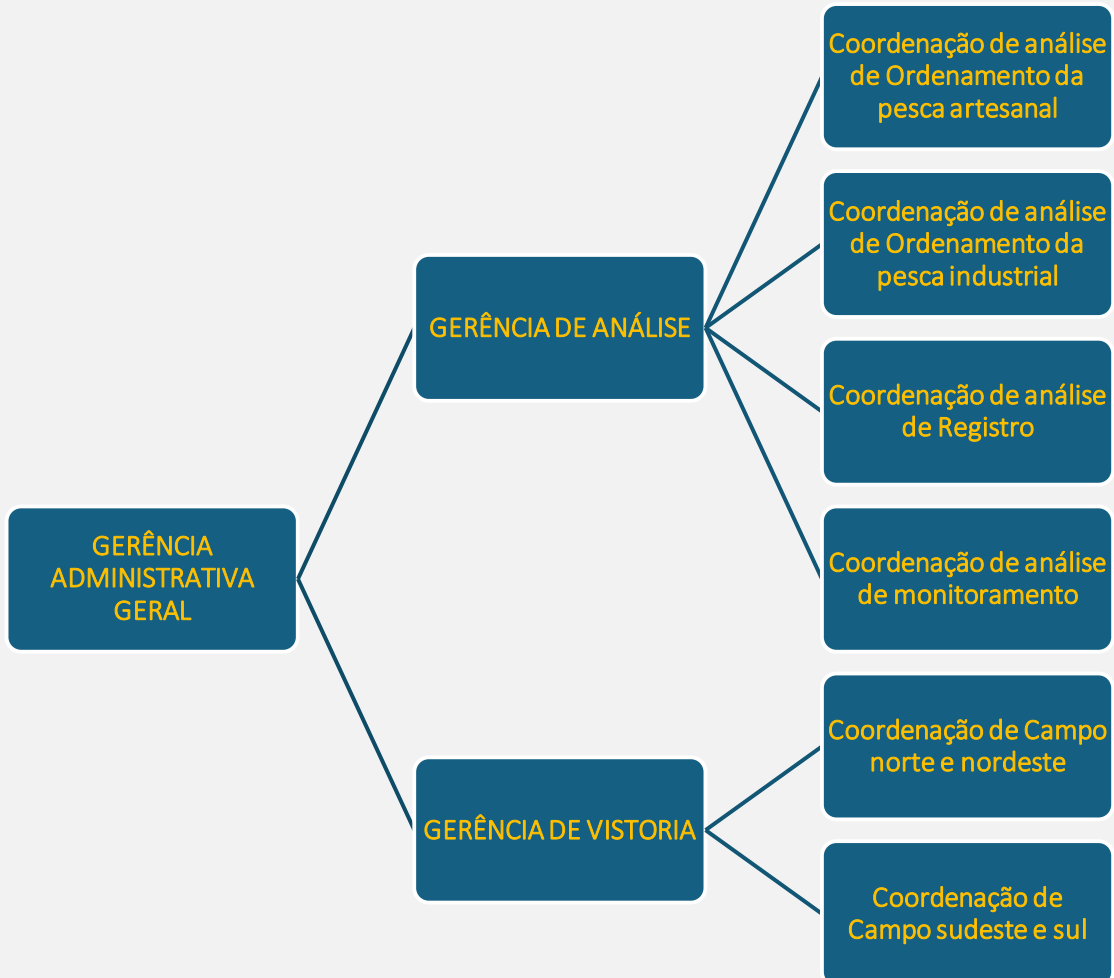 GERÊNCIA
ADMINISTRATIVA
GERAL
GERÊNCIA DE ANÁLISE
Coordenação de análise
de Ordenamento da
pesca artesanal
Coordenação de análise
de Ordenamento da
pesca industrial
Coordenação de análise
de Registro
Coordenação de análise
de monitoramento
GERÊNCIA DE VISTORIA
Coordenação de Campo
norte e nordeste
Coordenação de
Campo sudeste e sul